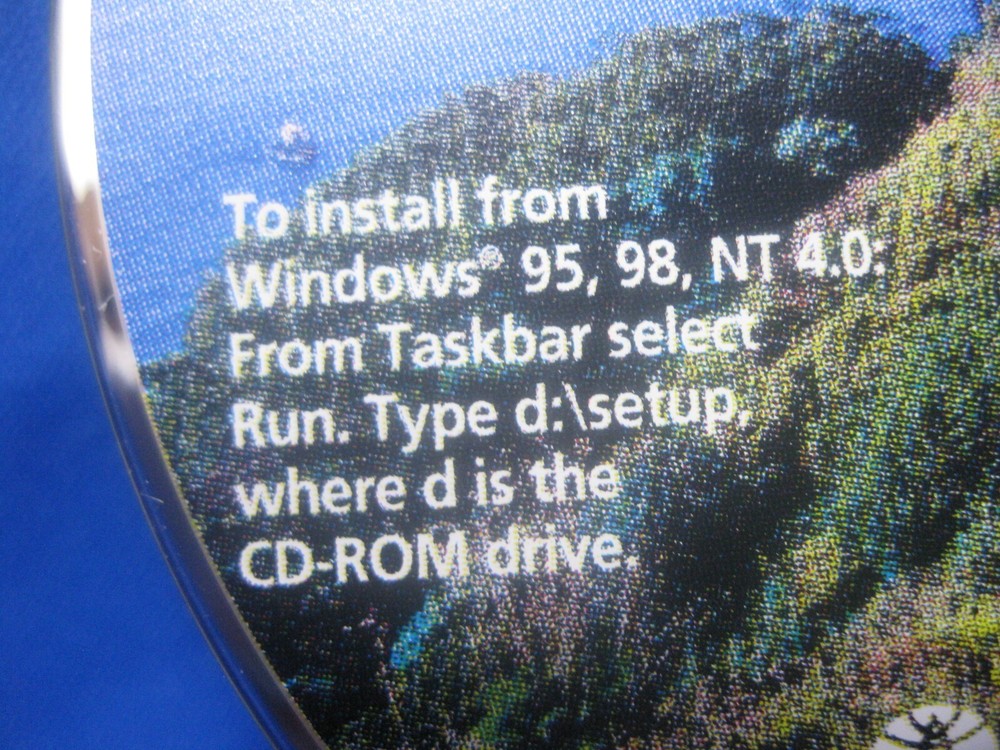 To install from
Windows® 95, 98, NT 4.0:
From Taskbar select
Run. Type d:\setup,
where d is the
CD-ROM drive.